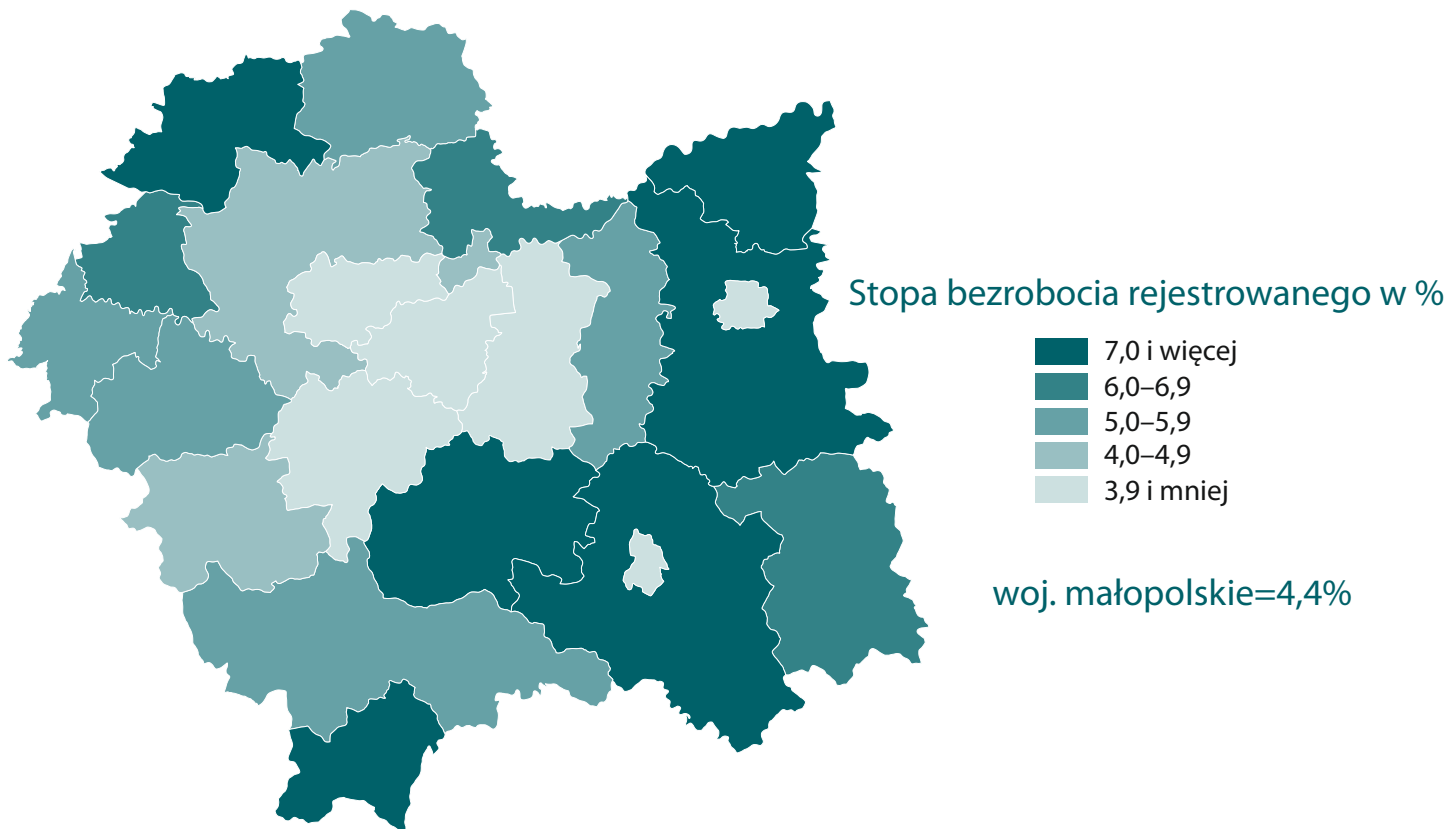 Stopa bezrobocia rejestrowanego w %
7,0 i więcej
6,0–6,9
5,0–5,9
4,0–4,9
3,9 i mniej
woj. małopolskie=4,4%